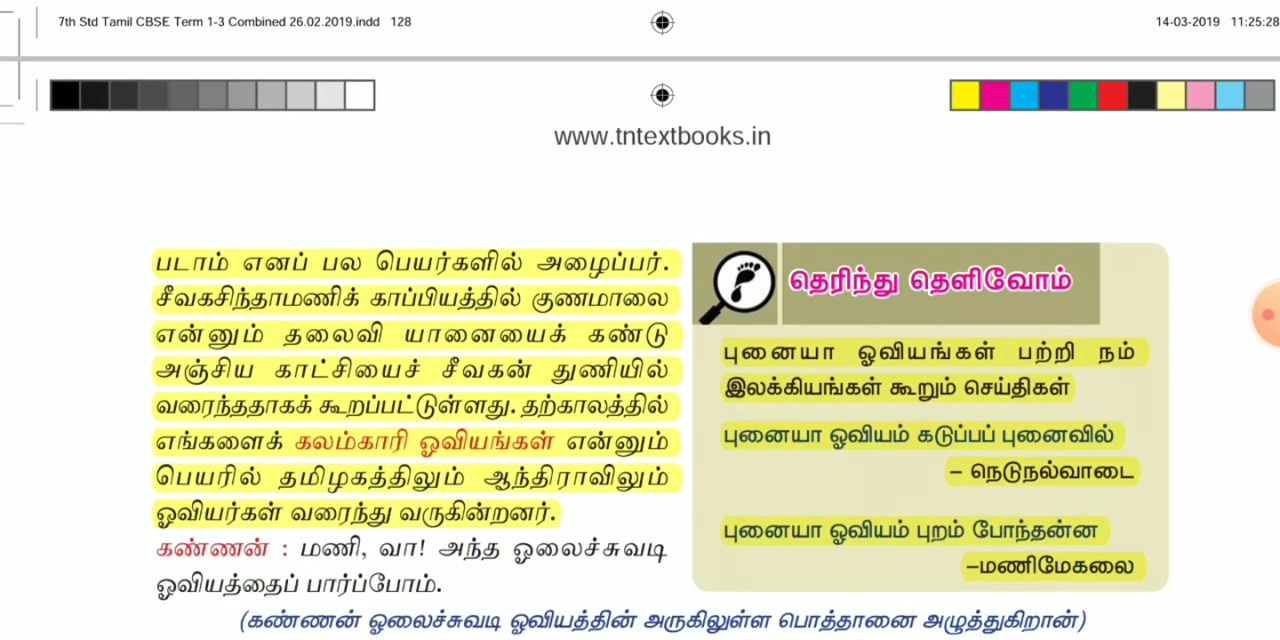 7th Std Tamil CBSE Term 1-3 Combined 26.02.2019.indd 128
14-03-2019 11:25:28
www.tntextbooks.in
படாம் எனப் பல பெயர்களில் அழைப்பர்.
சீவகசிந்தாமணிக் காப்பியத்தில் குணமாலை
என்னும் தலைவி யானையைக் கண்டு
அஞ்சிய காட்சியைச் சீவகன் துணியில்
வரைந்ததாகக் கூறப்பட்டுள்ளது. தற்காலத்தில்
எங்களைக் கலம்காரி ஓவியங்கள் என்னும்
பெயரில் தமிழகத்திலும் ஆந்திராவிலும்
ஓவியர்கள் வரைந்து வருகின்றனர்.
கண்ணன் : மணி, வா! அந்த ஓலைச்சுவடி
ஓவியத்தைப் பார்ப்போம்.
தெரிந்து தெளிவோம்
புனையா ஓவியங்கள் பற்றி நம்
இலக்கியங்கள் கூறும் செய்திகள்
புனையா ஓவியம் கடுப்பப் புனைவில்
– நெடுநல்வாடை
புனையா ஓவியம் புறம் போந்தன்ன
–மணிமேகலை
(கண்ணன் ஓலைச்சுவடி ஓவியத்தின் அருகிலுள்ள பொத்தானை அழுத்துகிறான்)